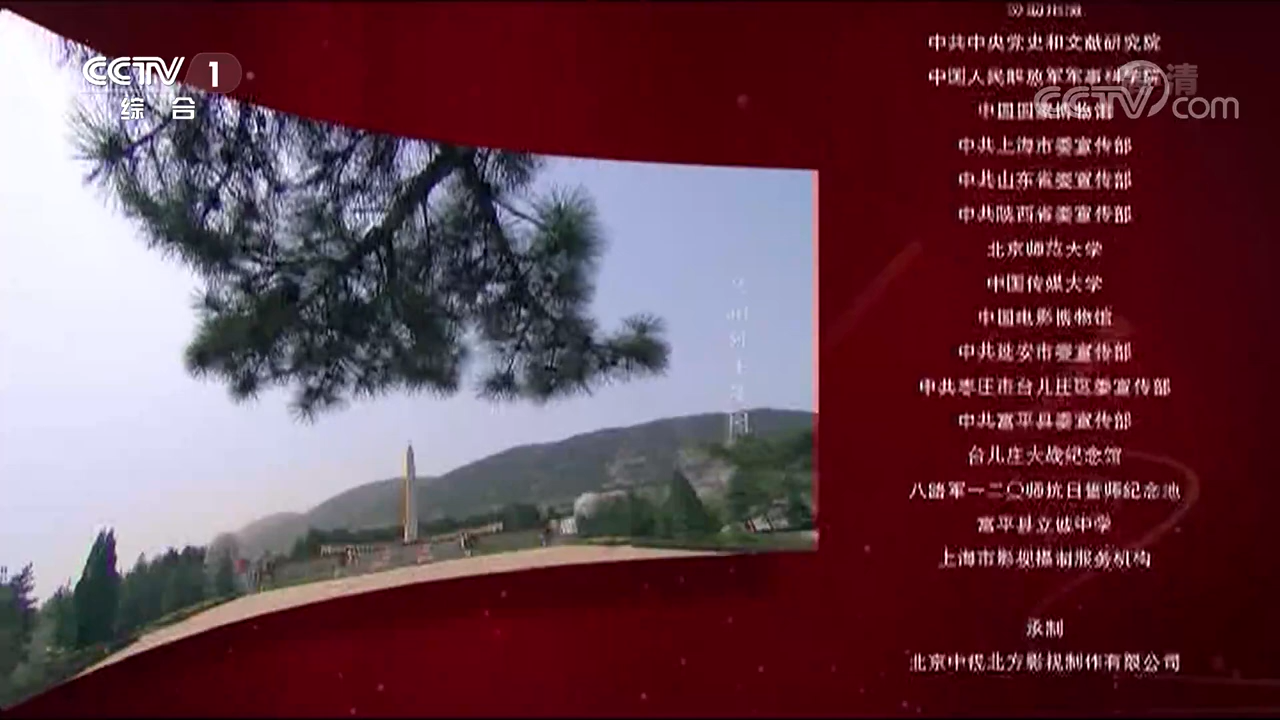 CCTV 1
综合
协助拍摄
中共中央党史和文献研究院
中国人民解放军军事科学院
中国国家博物馆
中共上海市委宣传部
中共山东省委宣传部
中共陕西省委宣传部
北京师范大学
中国传媒大学
中国电影博物馆
中共延安市委宣传部
中共枣庄市台儿庄区委宣传部
中共富平县委宣传部
台儿庄大战纪念馆
八路军一二〇师抗日誓师纪念地
富平县立诚中学
上海市影视摄制服务机构
承制
北京中视北方影视制作有限公司
高清
CCTV.com